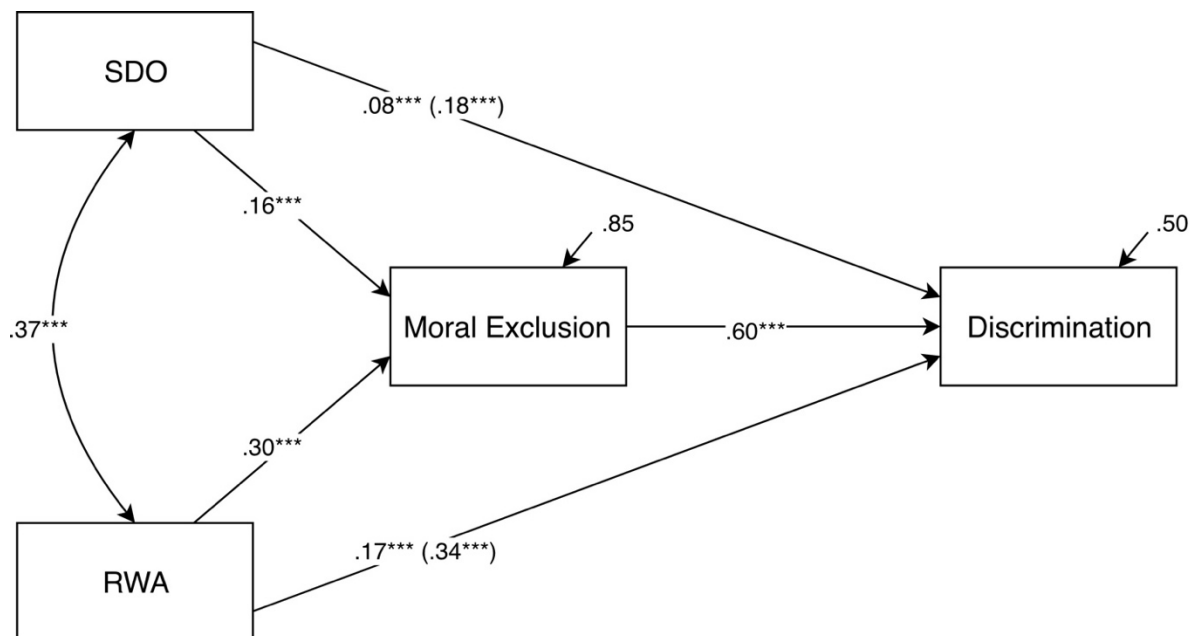 SDO
.08*** (.18***)
.16***
.85
.50
.37***
Moral Exclusion
.60***
Discrimination
.30***
.17*** (.34***)
RWA